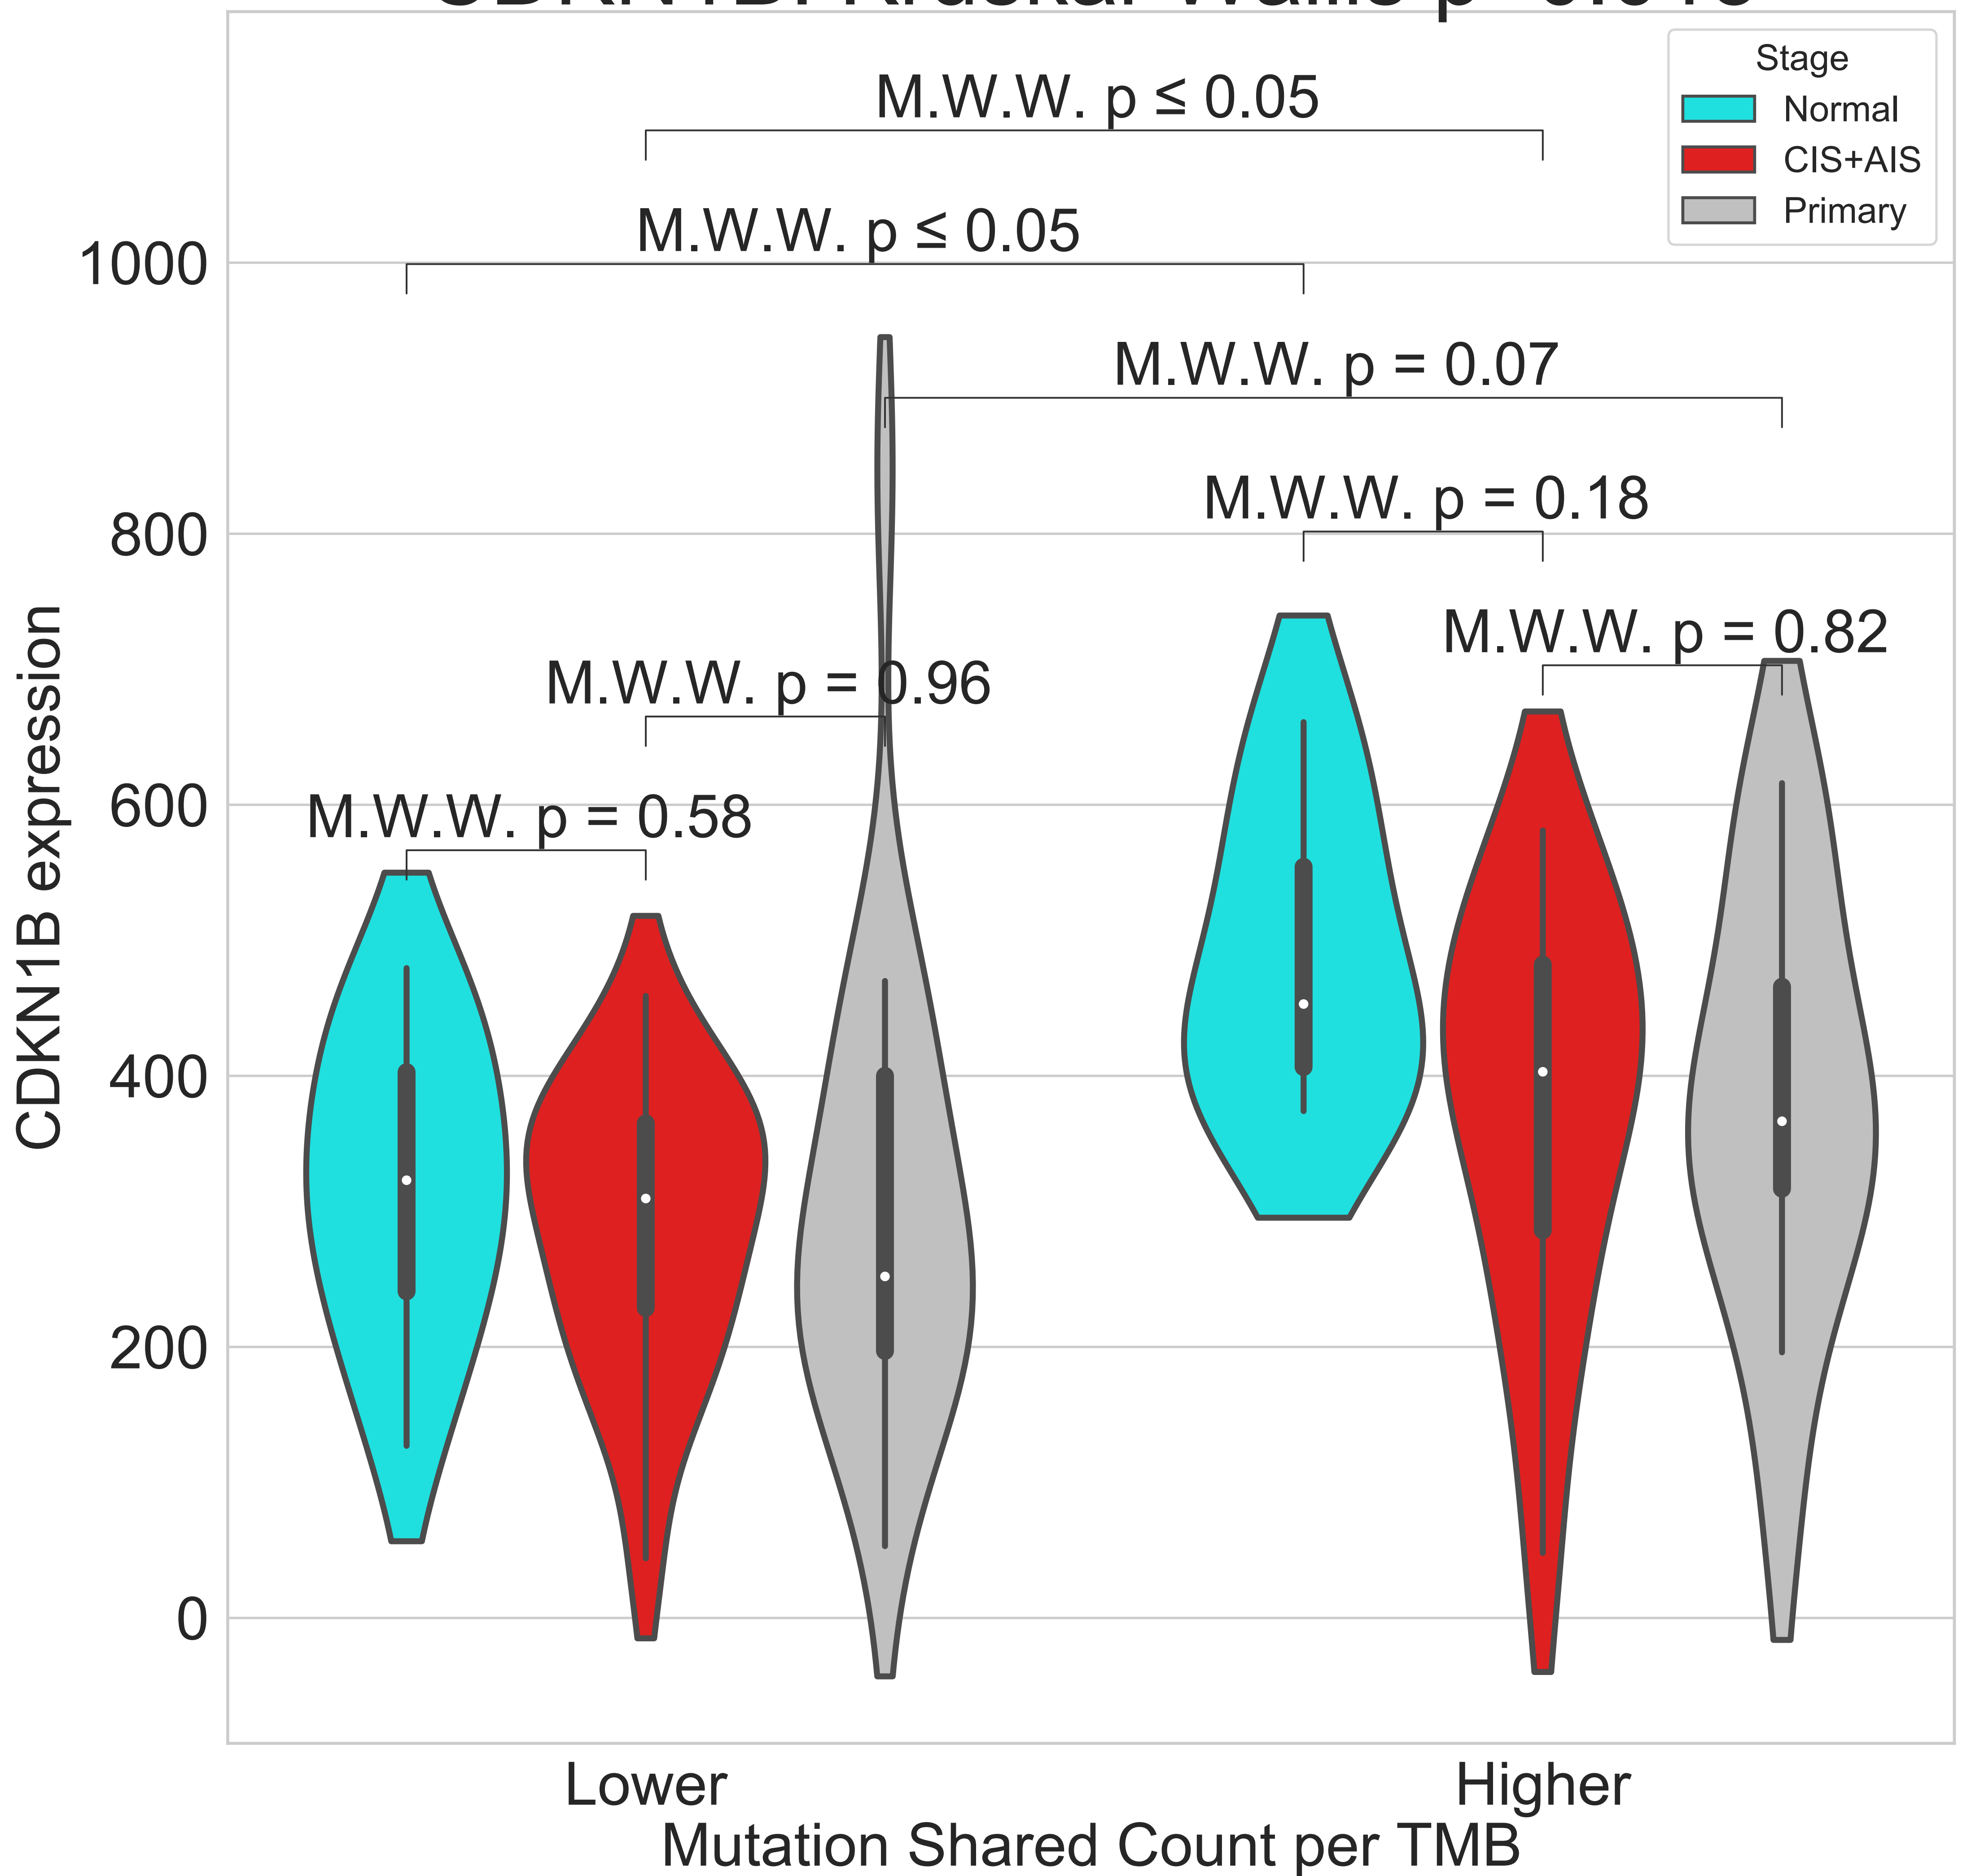 Stage
Normal
CIS+AIS
Primary
M.W.W. p ≤ 0.05
M.W.W. p ≤ 0.05
M.W.W. p = 0.07
M.W.W. p = 0.18
M.W.W. p = 0.82
M.W.W. p = 0.96
M.W.W. p = 0.58
1000
800
600
400
200
0
CDKN1B expression
Lower
Higher
Mutation Shared Count per TMB